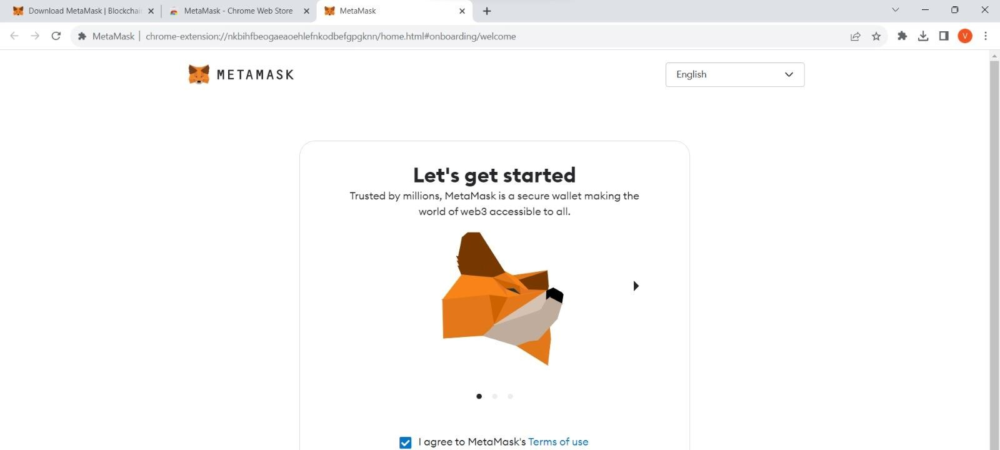 Download MetaMask | Blockchai
MetaMask - Chrome Web Store
MetaMask
MetaMask | chrome-extension://nkbihfbeogaeaoehlefnkodbefgpgknn/home.html#onboarding/welcome
V
METAMASK
English
Let's get started
Trusted by millions, MetaMask is a secure wallet making the
world of web3 accessible to all.
I agree to MetaMask's Terms of use